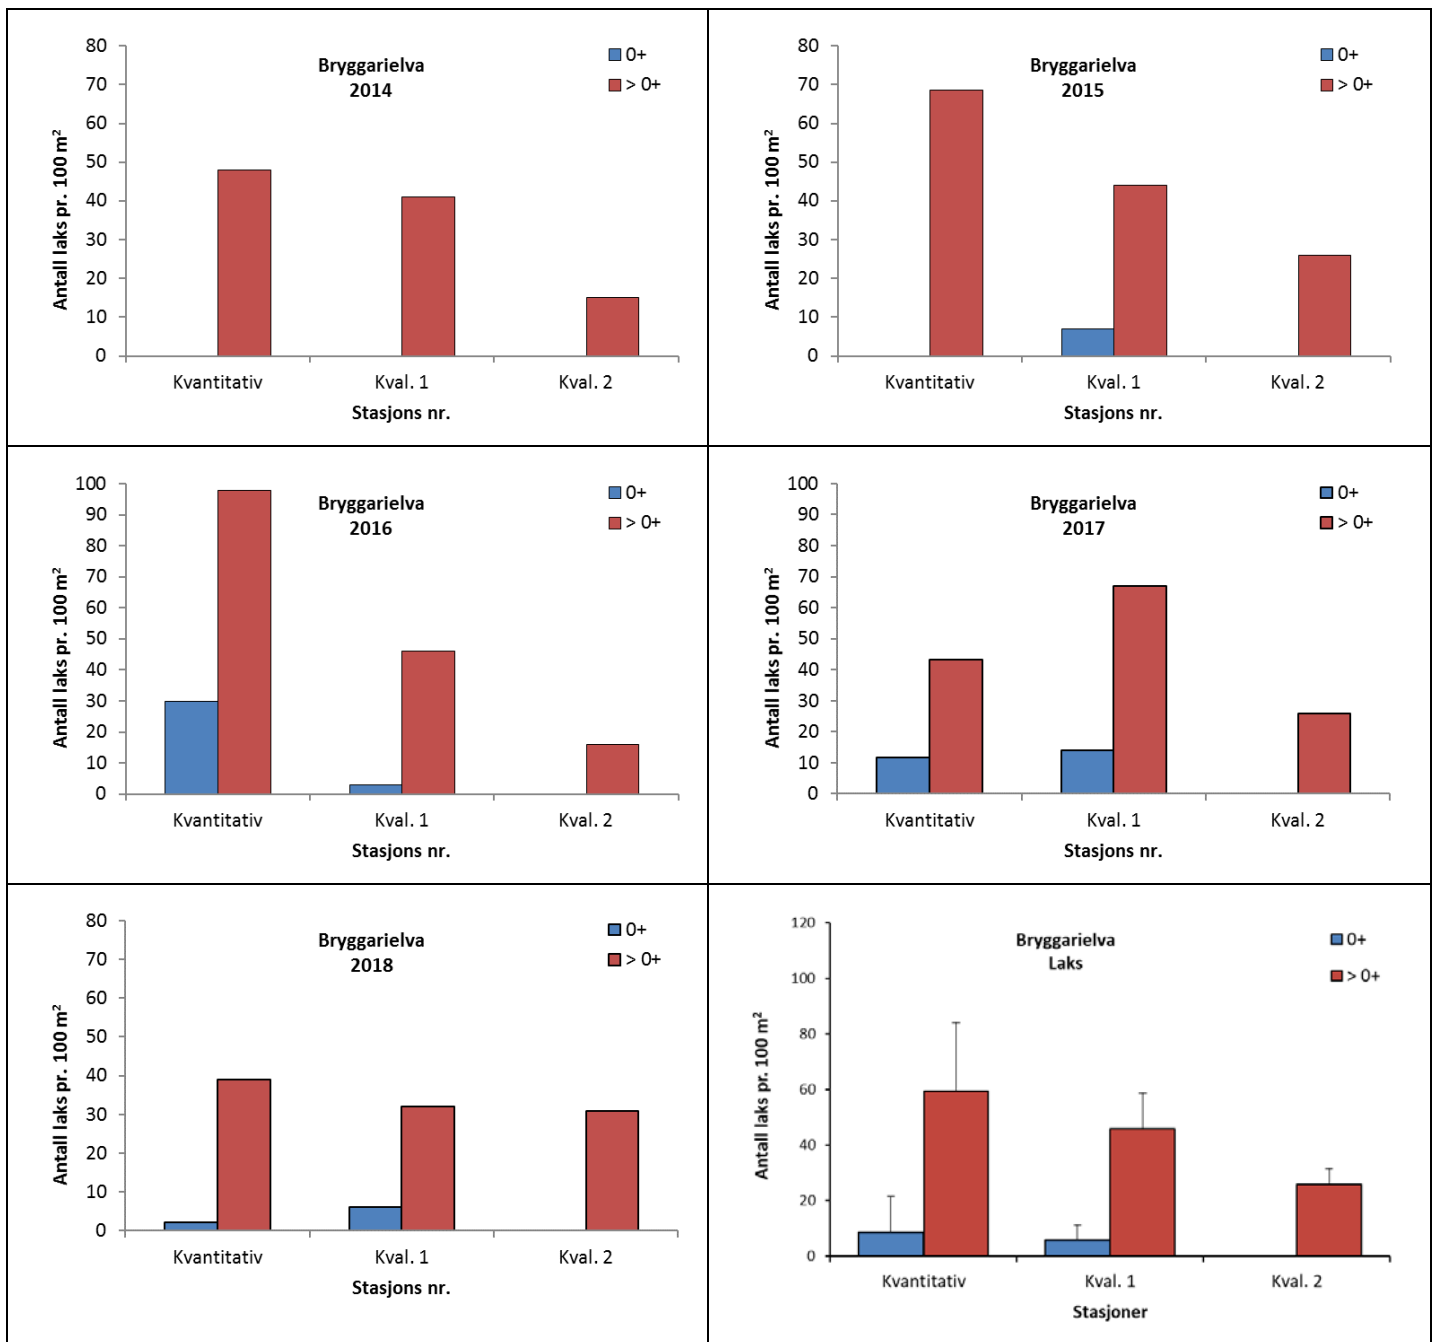 Bryggarielva
2014
0+
> 0+
Antall laks pr. 100 m²
80
70
60
50
40
30
20
10
0
Kvantitativ Kval. 1 Kval. 2
Stasjons nr.
Bryggarielva
2015
0+
> 0+
Antall laks pr. 100 m²
80
70
60
50
40
30
20
10
0
Kvantitativ Kval. 1 Kval. 2
Stasjons nr.
Bryggarielva
2016
0+
> 0+
Antall laks pr. 100 m²
100
90
80
70
60
50
40
30
20
10
0
Kvantitativ Kval. 1 Kval. 2
Stasjons nr.
Bryggarielva
2017
0+
> 0+
Antall laks pr. 100 m²
100
90
80
70
60
50
40
30
20
10
0
Kvantitativ Kval. 1 Kval. 2
Stasjons nr.
Bryggarielva
2018
0+
> 0+
Antall laks pr. 100 m²
80
70
60
50
40
30
20
10
0
Kvantitativ Kval. 1 Kval. 2
Stasjons nr.
Bryggarielva
Laks
0+
> 0+
Antall laks pr. 100 m²
120
100
80
60
40
20
0
Kvantitativ Kval. 1 Kval. 2
Stasjoner